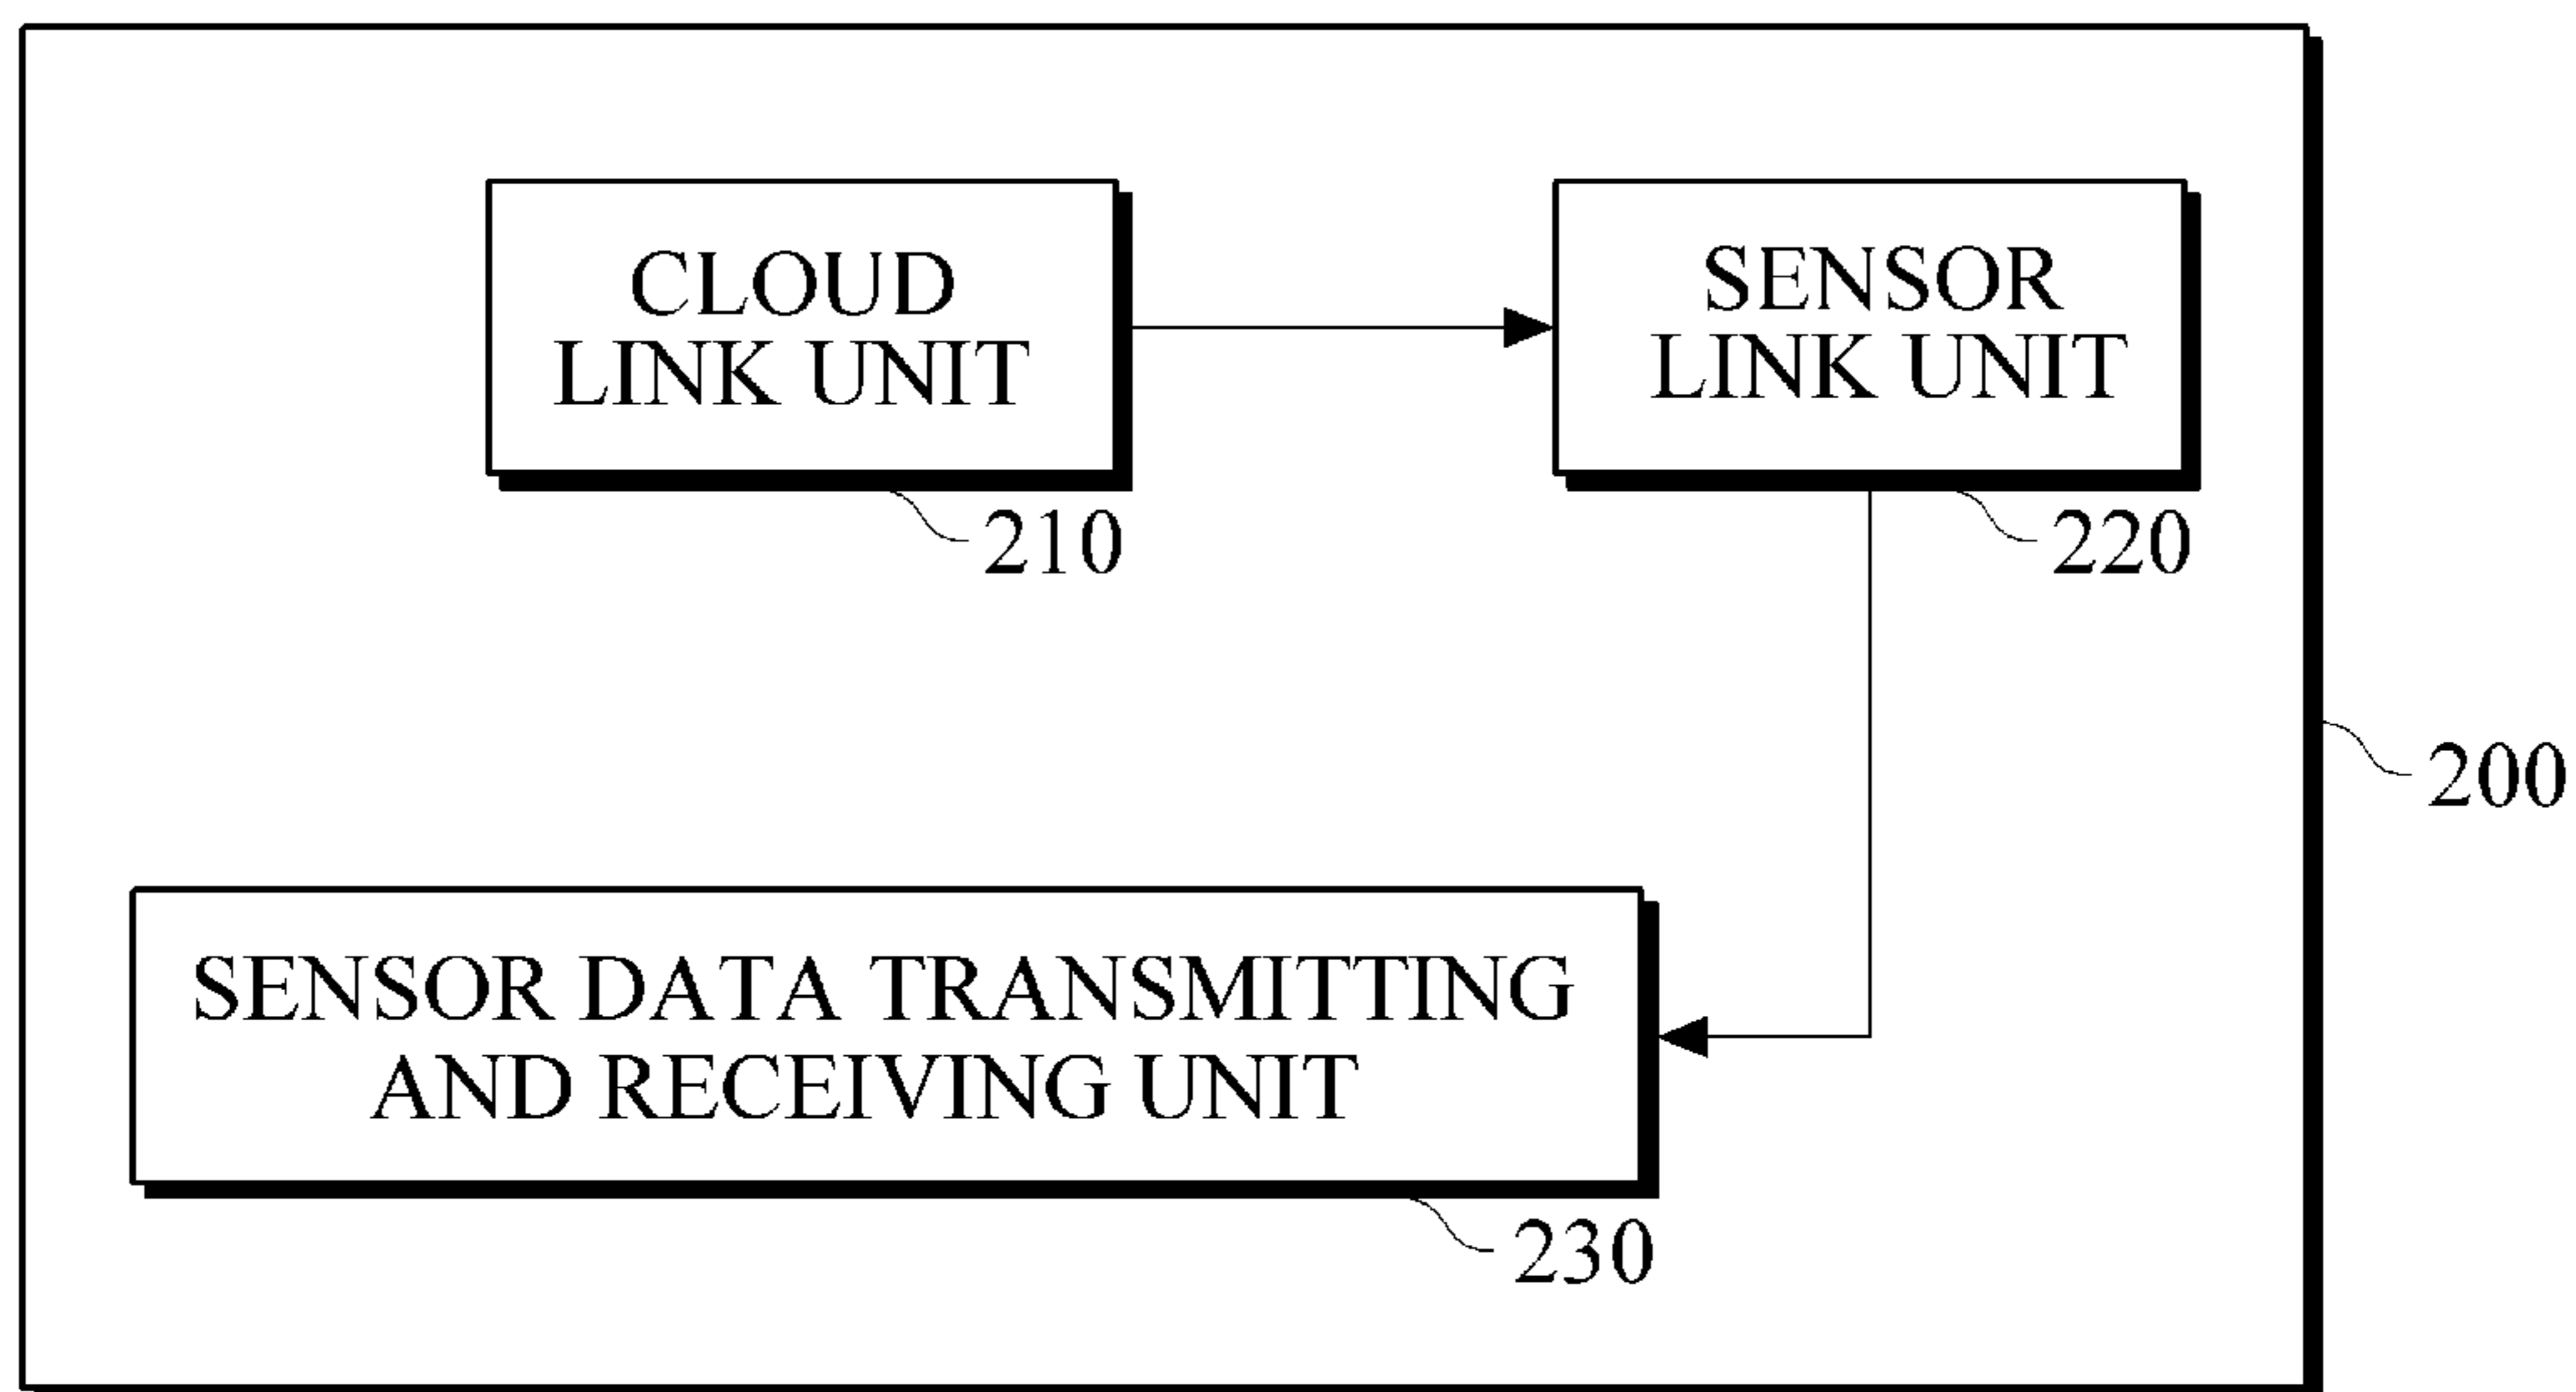 CLOUD
LINK UNIT
SENSOR
LINK UNIT
210
220
200
SENSOR DATA TRANSMITTING
AND RECEIVING UNIT
230